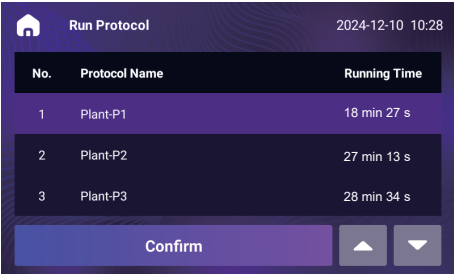 Run Protocol 2024-12-10 10:28
No. Protocol Name Running Time
1 Plant-P1 18 min 27 s
2 Plant-P2 27 min 13 s
3 Plant-P3 28 min 34 s
Confirm